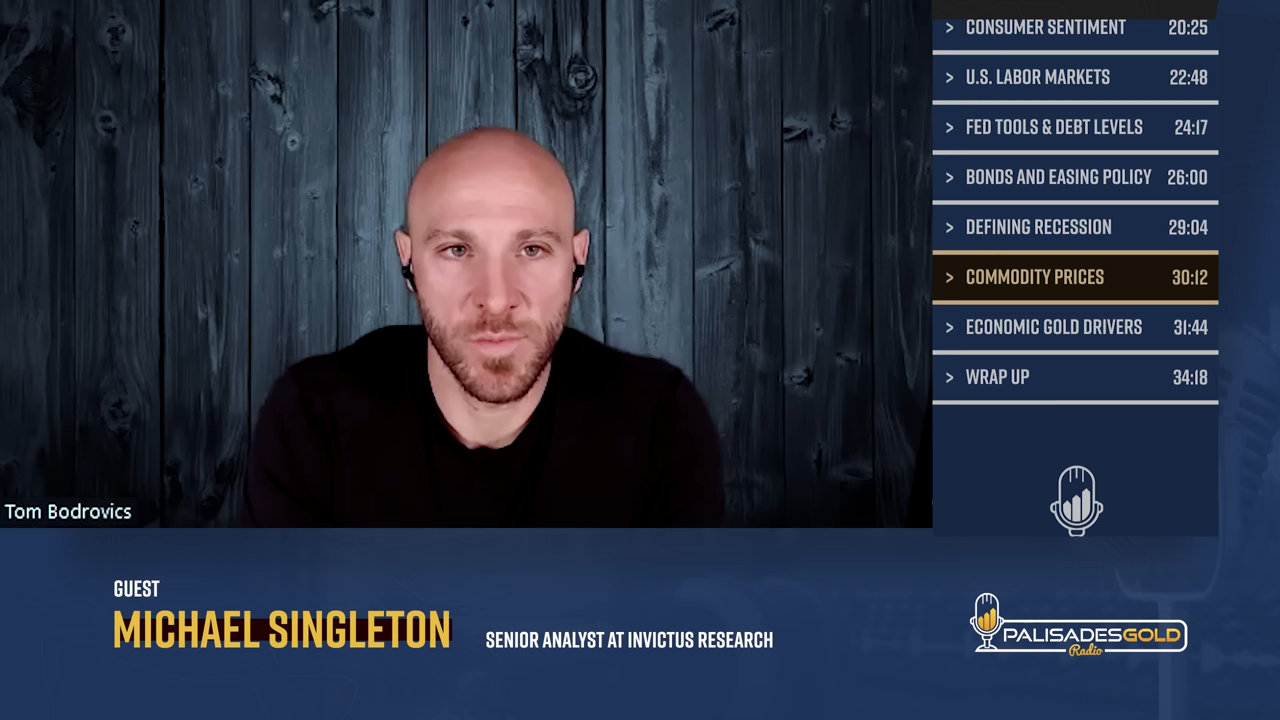 > CONSUMER SENTIMENT 20:25
> U.S. LABOR MARKETS 22:48
> FED TOOLS & DEBT LEVELS 24:17
> BONDS AND EASING POLICY 26:00
> DEFINING RECESSION 29:04
> COMMODITY PRICES 30:12
> ECONOMIC GOLD DRIVERS 31:44
> WRAP UP 34:18
Tom Bodrovics
GUEST
MICHAEL SINGLETON
SENIOR ANALYST AT INVICTUS RESEARCH
PALISADESGOLD
Radio